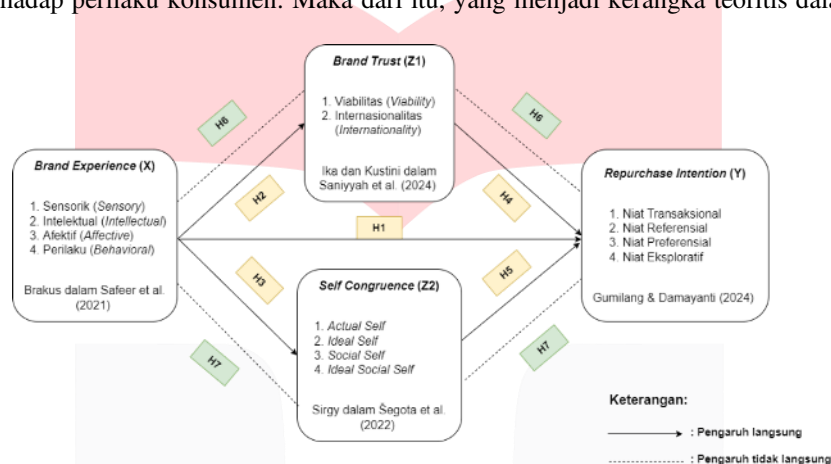 hadap perilaku konsumen. Maka dari itu, yang menjadi kerangka teoritis dala
Brand Trust (Z1)
1. Viabilitas (Viability)
2. Internasionalitas
(Internationality)
Ika dan Kustini dalam
Saniyyah et al. (2024)
H6
H6
Brand Experience (X)
1. Sensorik (Sensory)
2. Intelektual (Intellectual)
3. Afektif (Affective)
4. Perilaku (Behavioral)
Brakus dalam Safeer et al.
(2021)
H2
H4
H1
H3
H5
Repurchase Intention (Y)
1. Niat Transaksional
2. Niat Referensial
3. Niat Preferensial
4. Niat Eksploratif
Gumilang & Damayanti (2024)
Self Congruence (Z2)
1. Actual Self
2. Ideal Self
3. Social Self
4. Ideal Social Self
Sirgy dalam Šegota et al.
(2022)
H7
H7
Keterangan:
: Pengaruh langsung
: Pengaruh tidak langsung